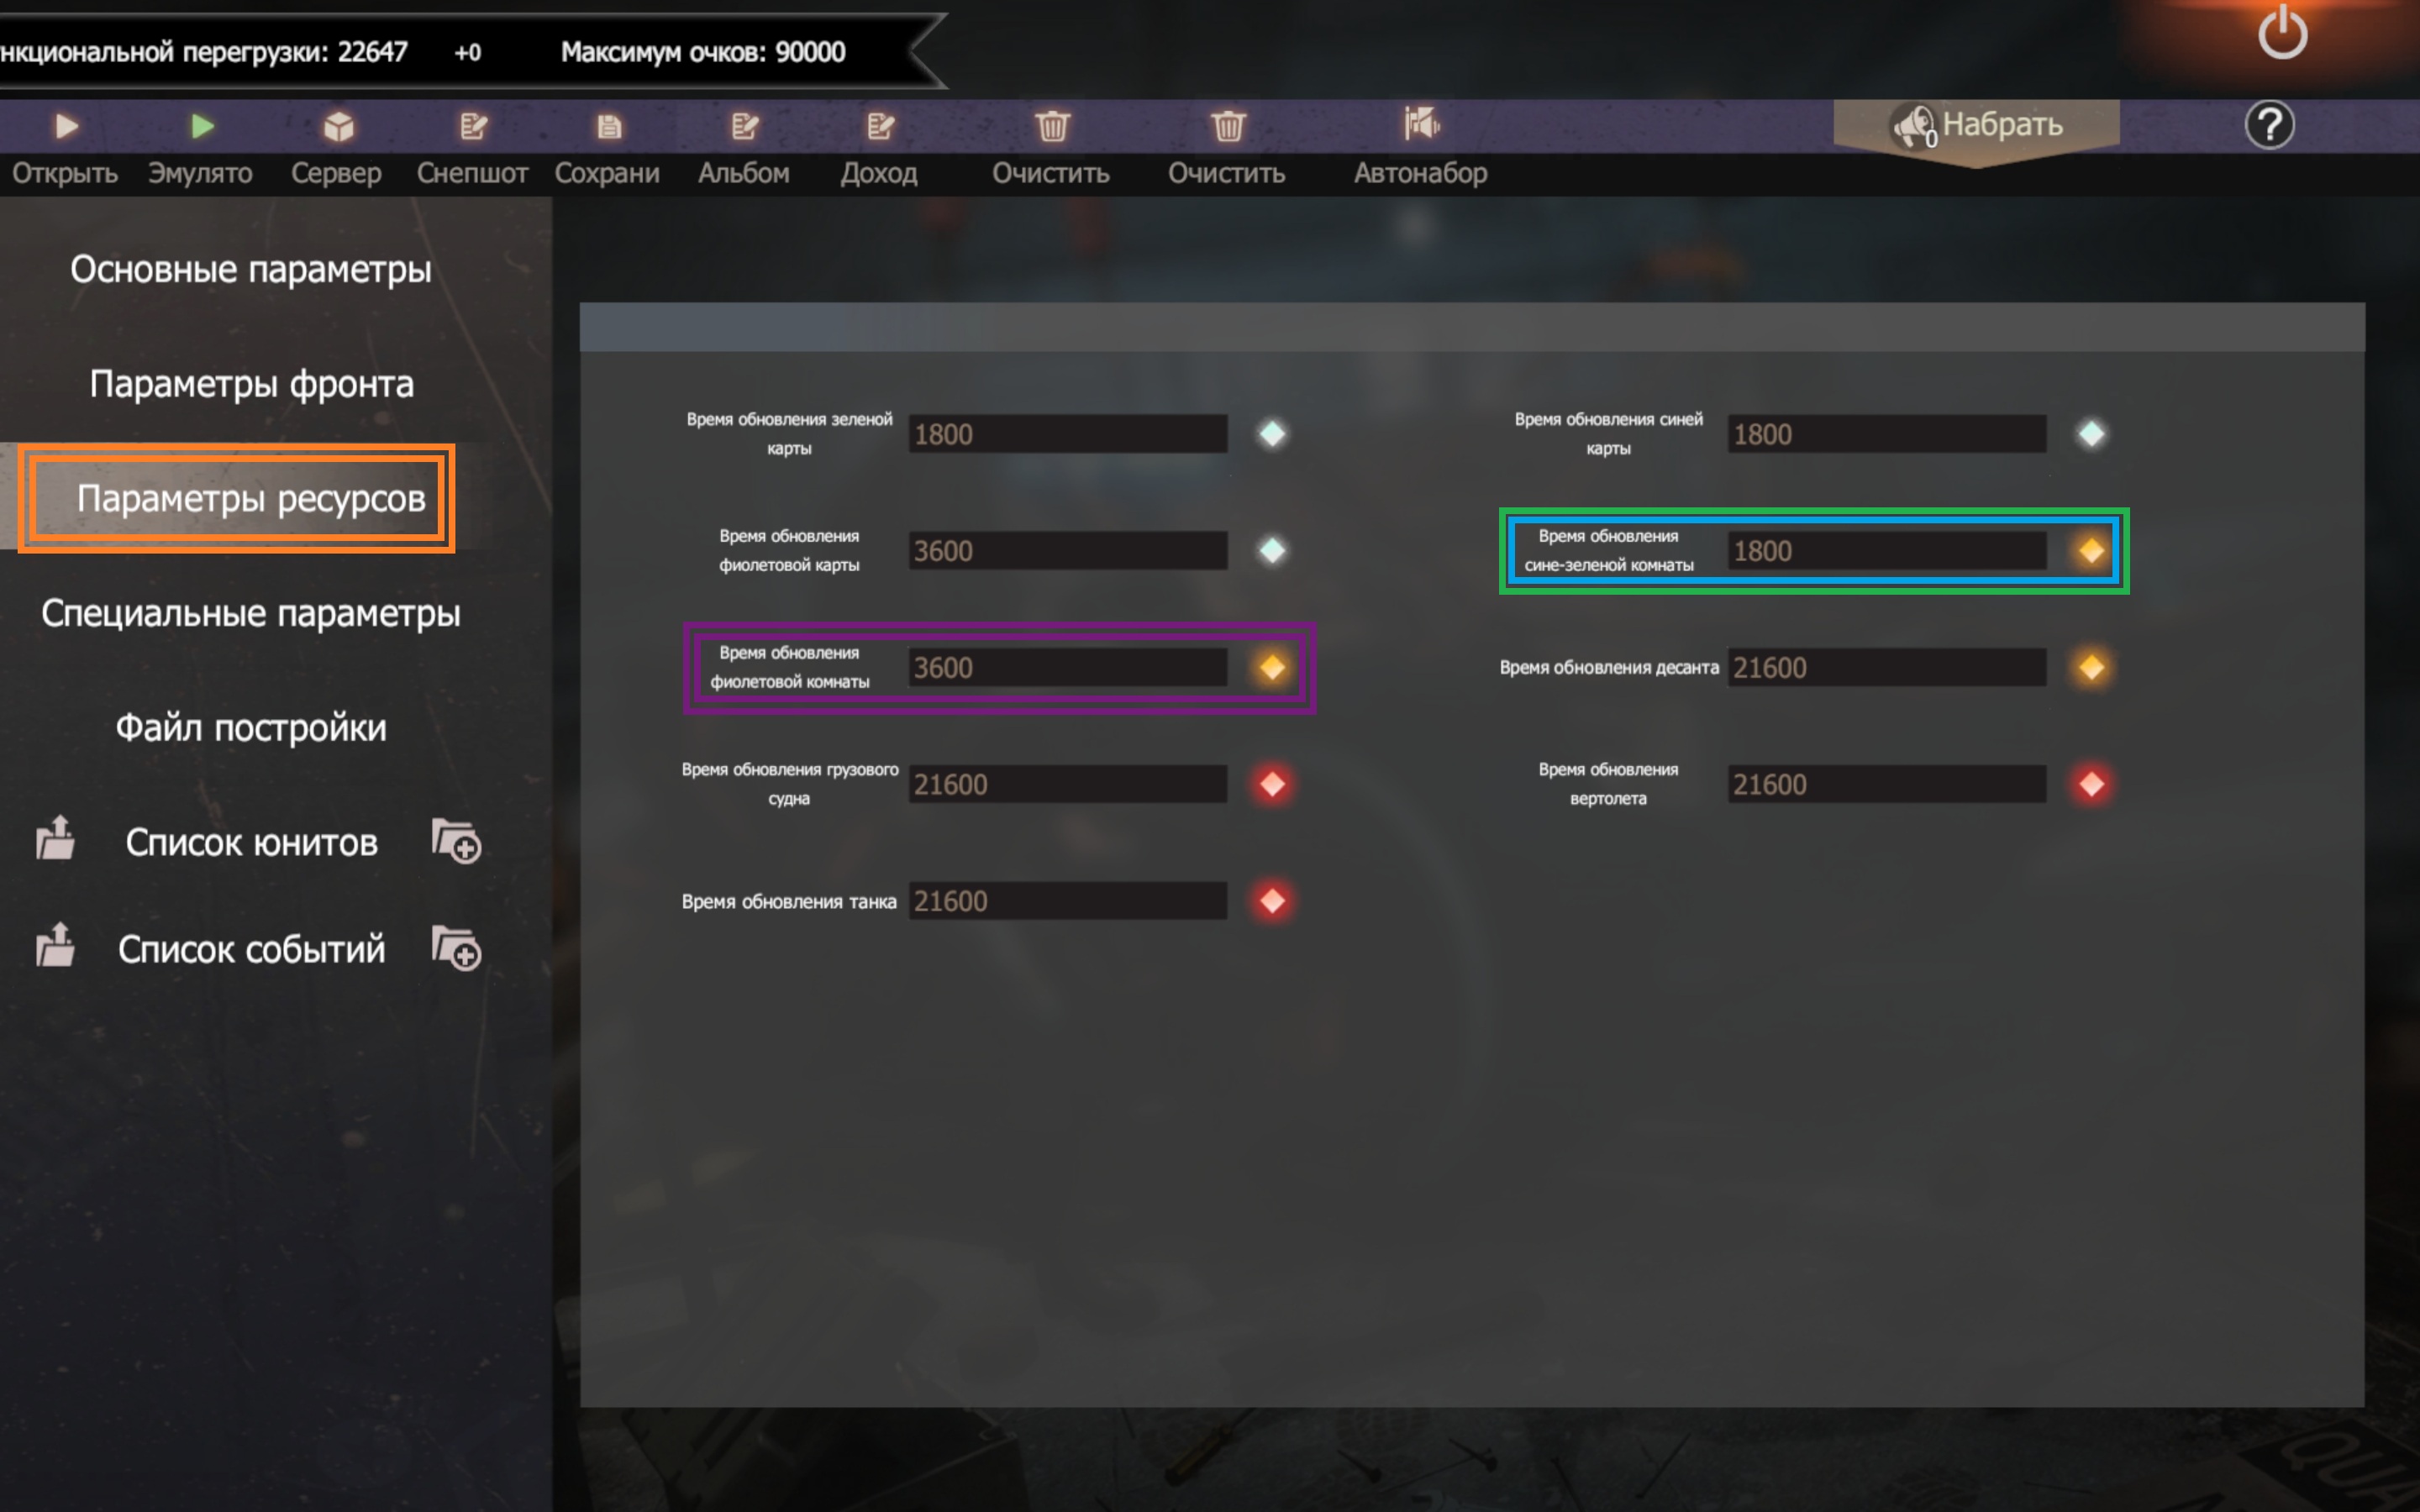 нкциональной перегрузки: 22647 +0 Максимум очков: 90000
Открыть Эмулято Сервер Снепшот Сохрани Альбом Доход Очистить Очистить Автонабор 0 Набрать ?
Основные параметры
Параметры фронта
Параметры ресурсов
Специальные параметры
Файл постройки
Список юнитов
Список событий
Время обновления зеленой
карты
1800
Время обновления синей
карты
1800
Время обновления
фиолетовой карты
3600
Время обновления
сине-зеленой комнаты
1800
Время обновления
фиолетовой комнаты
3600
Время обновления десанта
21600
Время обновления грузового
судна
21600
Время обновления
вертолета
21600
Время обновления танка
21600
QUA